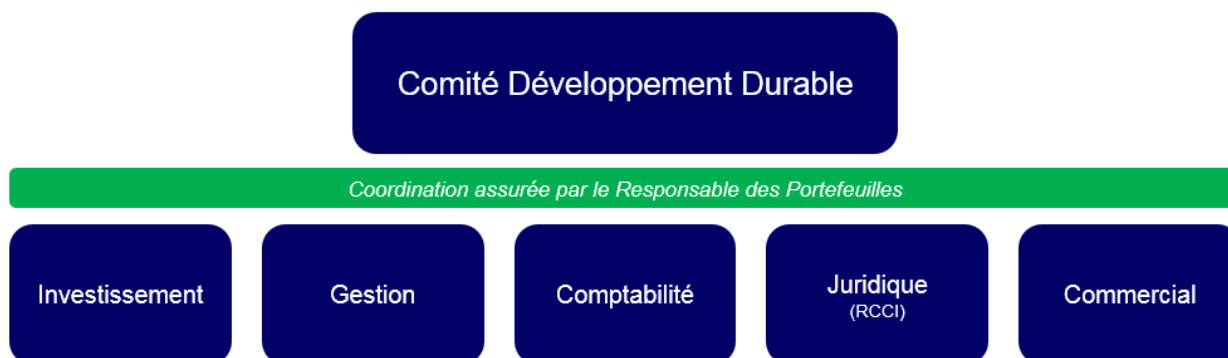 Comité Développement Durable
Coordination assurée par le Responsable des Portefeuilles
Investissement
Gestion
Comptabilité
Juridique
(RCCI)
Commercial